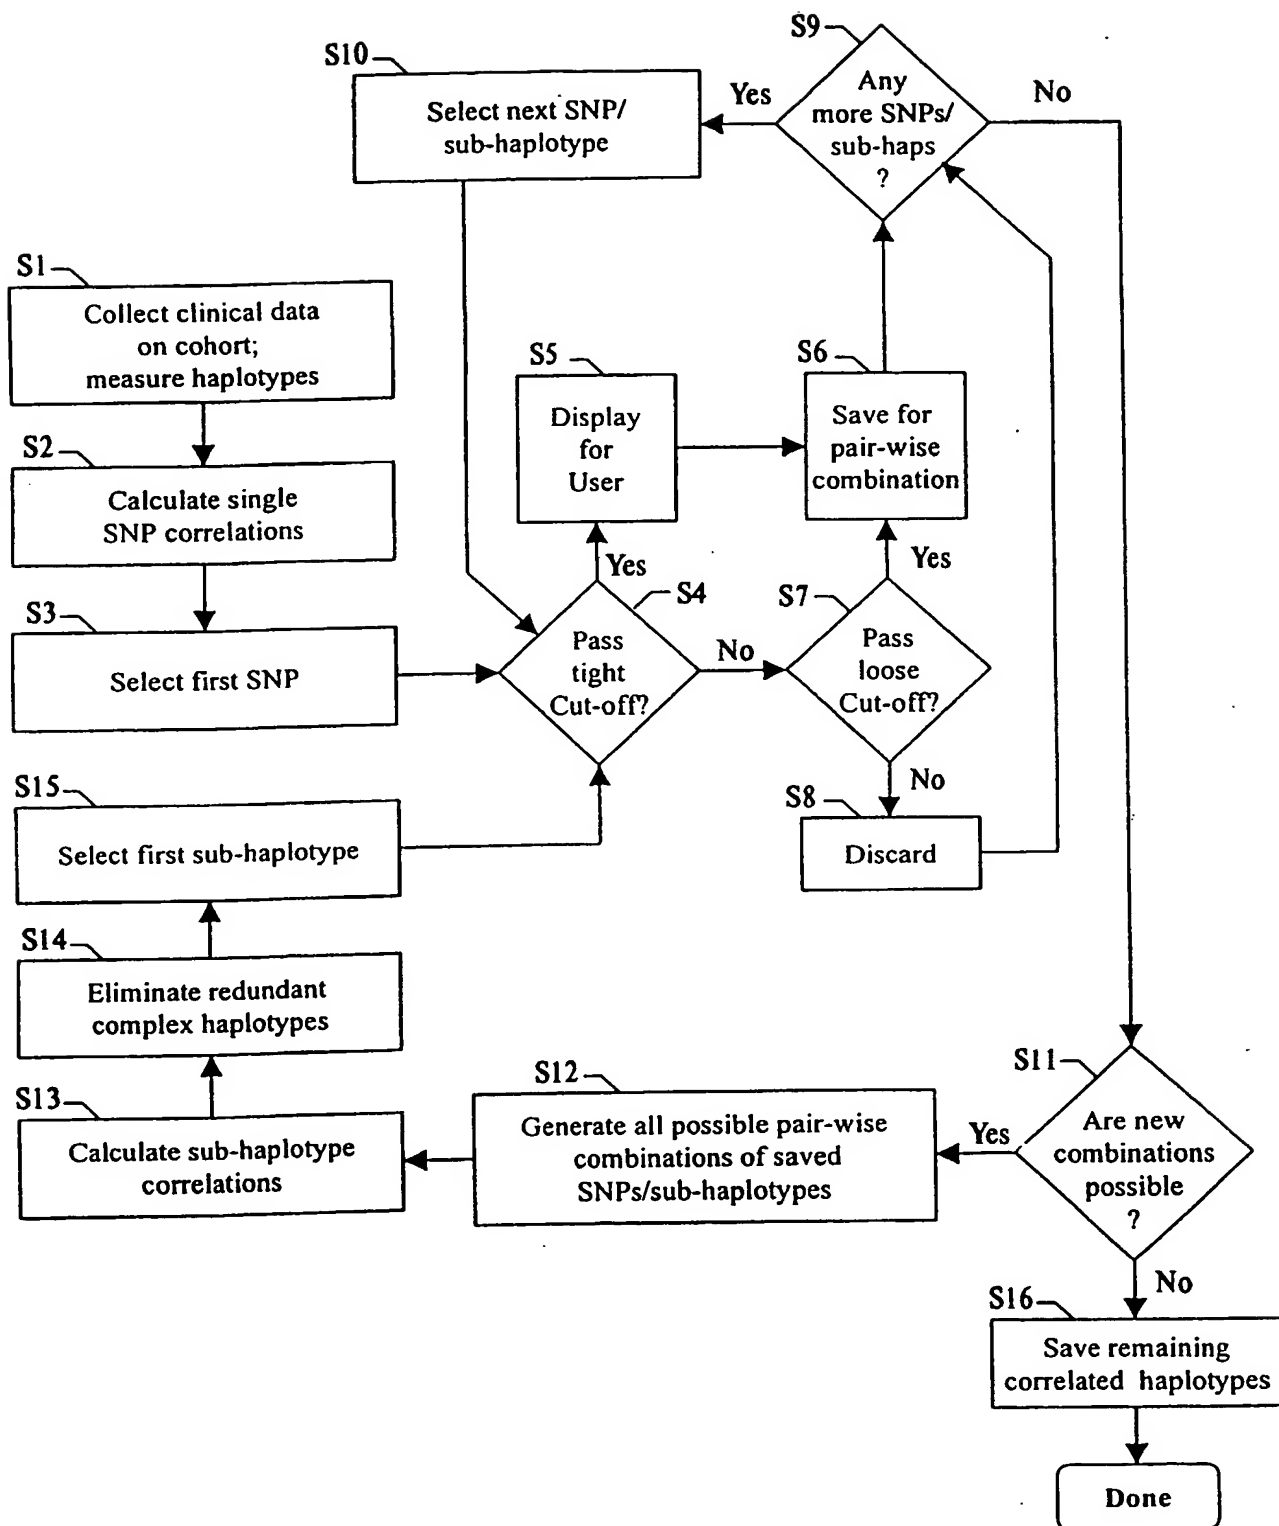 S9
S10
Any
more SNPs/
sub-haps
?
Yes
No
Select next SNP/
sub-haplotype
S1
Collect clinical data
on cohort;
measure haplotypes
S5
Display
for
User
S6
Save for
pair-wise
combination
S2
Calculate single
SNP correlations
Yes
Yes
S3
Select first SNP
S4
Pass
tight
Cut-off?
No
S7
Pass
loose
Cut-off?
No
S15
Select first sub-haplotype
S8
Discard
S14
Eliminate redundant
complex haplotypes
S13
Calculate sub-haplotype
correlations
S12
Generate all possible pair-wise
combinations of saved
SNPs/sub-haplotypes
Yes
S11
Are new
combinations
possible
?
No
S16
Save remaining
correlated haplotypes
Done